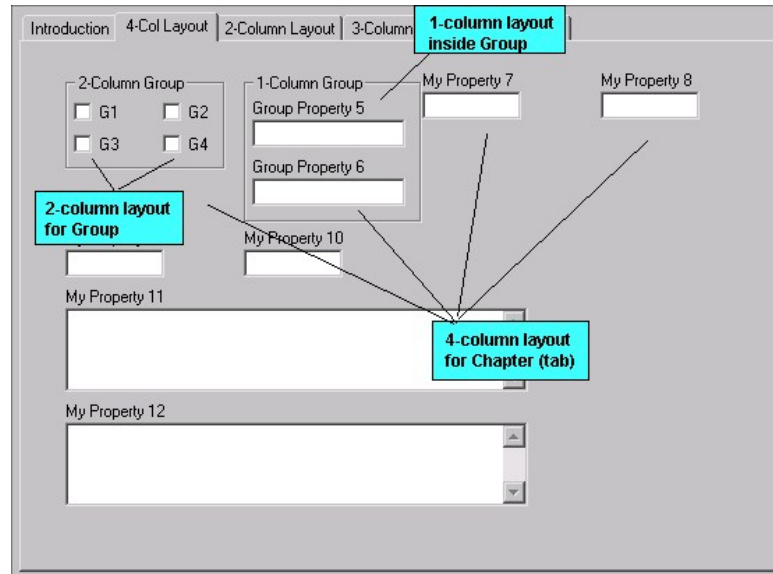 Introduction
4-Col Layout
2-Column Layout
3-Column
1-column layout
inside Group
2-Column Group
G1
G2
G3
G4
1-Column Group
Group Property 5
Group Property 6
My Property 7
My Property 8
2-column layout
for Group
My Property 10
My Property 11
4-column layout
for Chapter (tab)
My Property 12